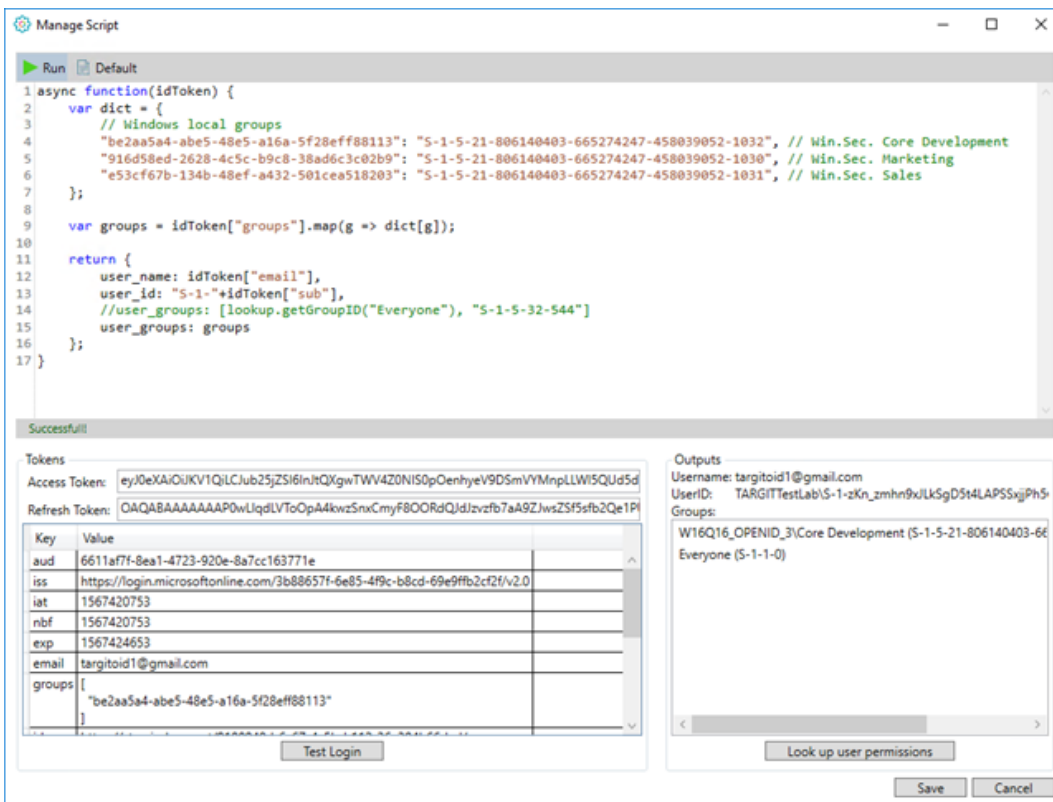 Manage Script
Run Default
1 async function(idToken) {
2 var dict = {
3 // Windows local groups
4 "be2aa5a4-abe5-48e5-a16a-5f28eff88113": "S-1-5-21-806140403-665274247-458039052-1032", // Win.Sec. Core Development
5 "916d58ed-2628-4c5c-b9c8-38ad6c3c02b9": "S-1-5-21-806140403-665274247-458039052-1030", // Win.Sec. Marketing
6 "e53cf67b-134b-48ef-a432-501cea518203": "S-1-5-21-806140403-665274247-458039052-1031", // Win.Sec. Sales
7 };
8
9 var groups = idToken["groups"].map(g => dict[g]);
10
11 return {
12 user_name: idToken["email"],
13 user_id: "S-1-"+idToken["sub"],
14 //user_groups: [lookup.getGroupID("Everyone"), "S-1-5-32-544"]
15 user_groups: groups
16 };
17 }
Successfull!
Tokens
Access Token:
Refresh Token:
Key Value
aud 6611af7f-8ea1-4723-920e-8a7cc163771e
iss https://login.microsoftonline.com/3b88657f-6e85-4f9c-b8cd-69e9ffb2cf2f/v2.0
iat 1567420753
nbf 1567420753
exp 1567424653
email targitoid1@gmail.com
groups [
"be2aa5a4-abe5-48e5-a16a-5f28eff88113"
]
Test Login
Outputs
Username: targitoid1@gmail.com
UserID: TARGITTestLab\S-1-zKn_zmhn9xJLkSgD5t4LAPSSxjjPh5
Groups:
W16Q16_OPENID_3\Core Development (S-1-5-21-806140403-66
Everyone (S-1-1-0)
Look up user permissions
Save Cancel